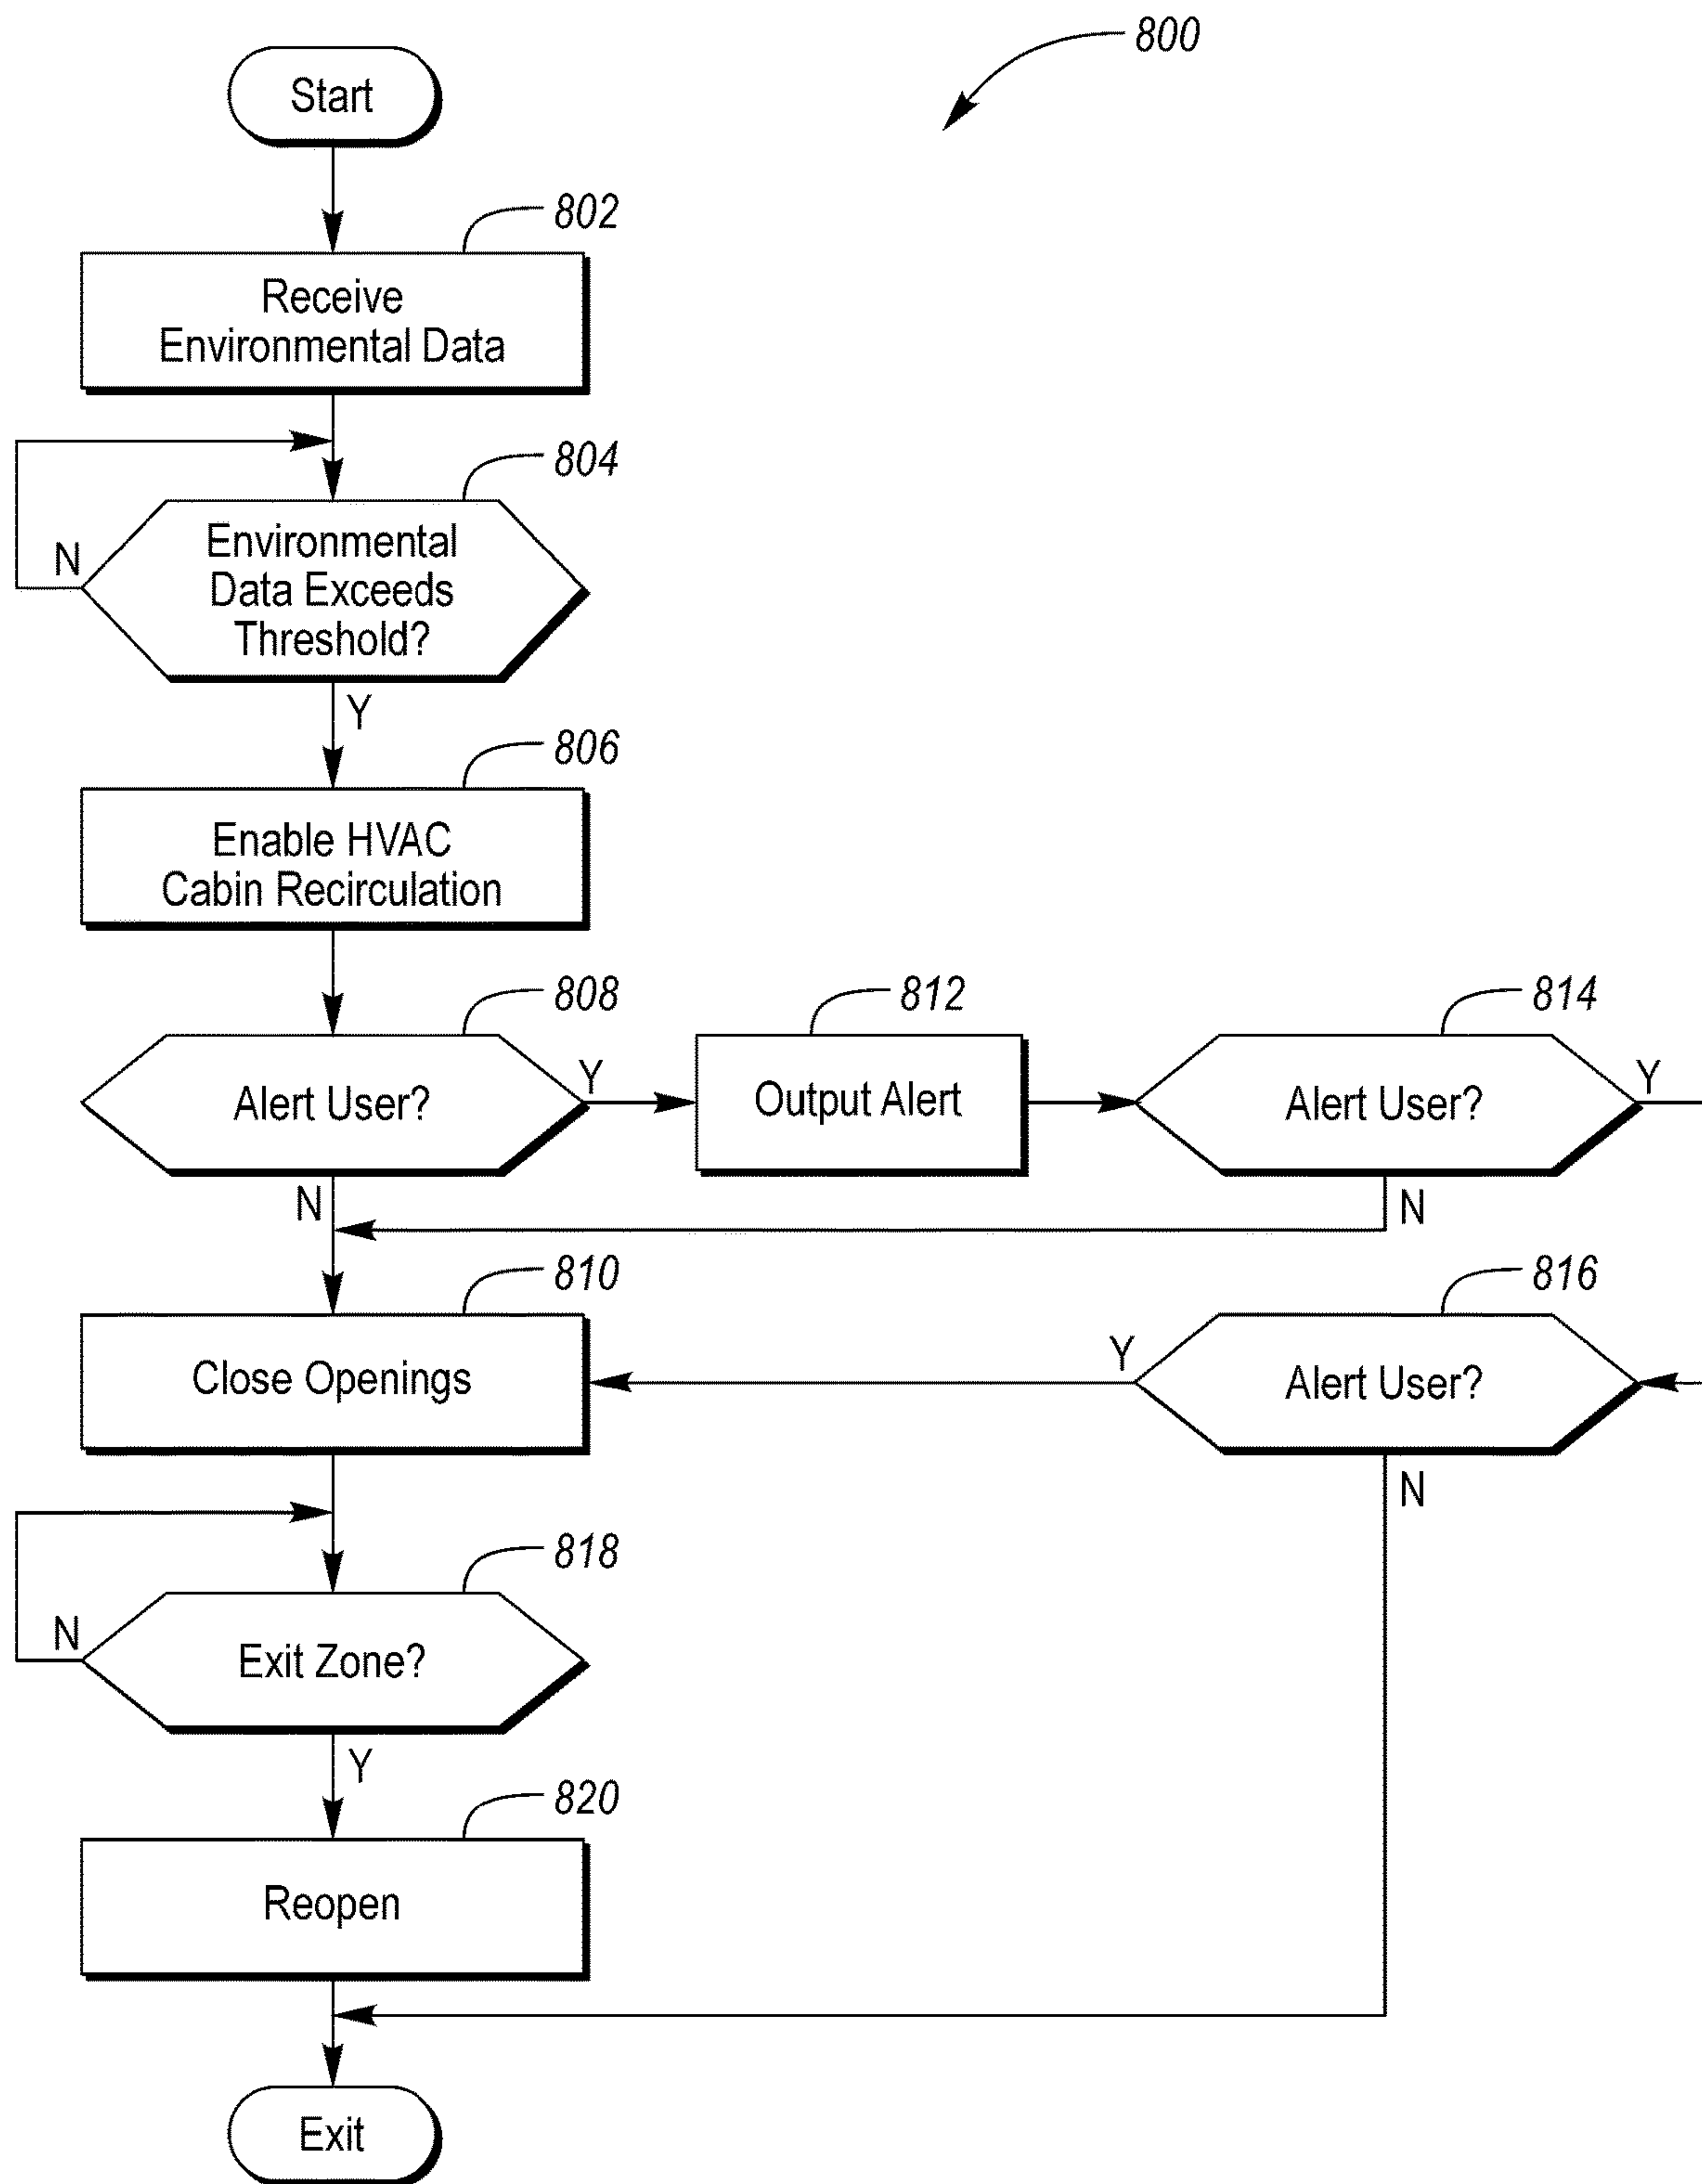 800
Start
802
Receive
Environmental Data
804
Environmental
Data Exceeds
Threshold?
N
Y
806
Enable HVAC
Cabin Recirculation
808
Alert User?
Y
N
812
Output Alert
814
Alert User?
Y
N
810
Close Openings
816
Alert User?
Y
N
818
Exit Zone?
N
Y
820
Reopen
Exit